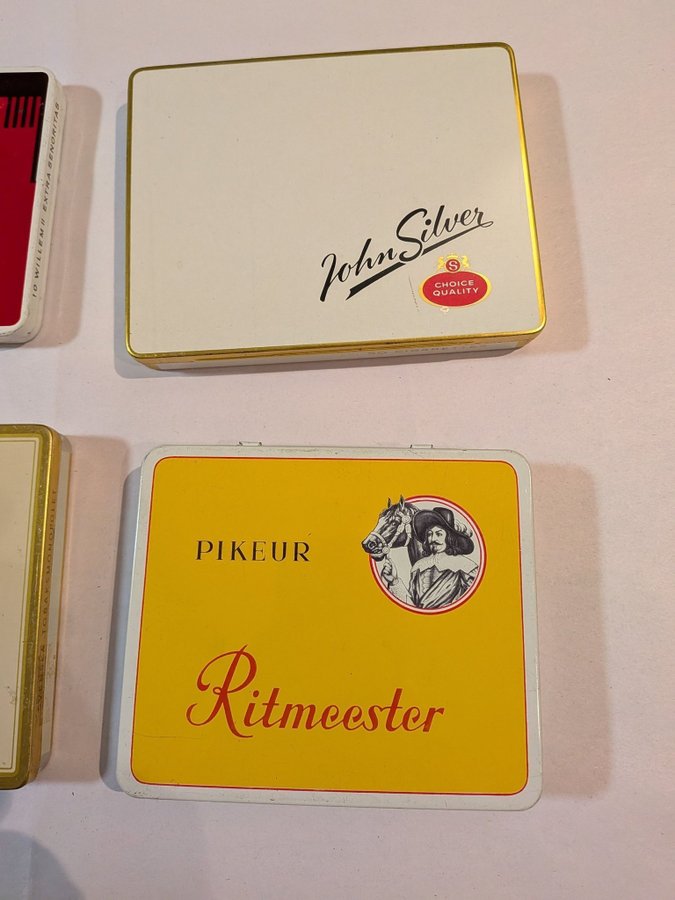 10 WILLEM II EXTRA SENORITAS
John Silver
S
CHOICE
QUALITY
PIKEUR
Ritmeester